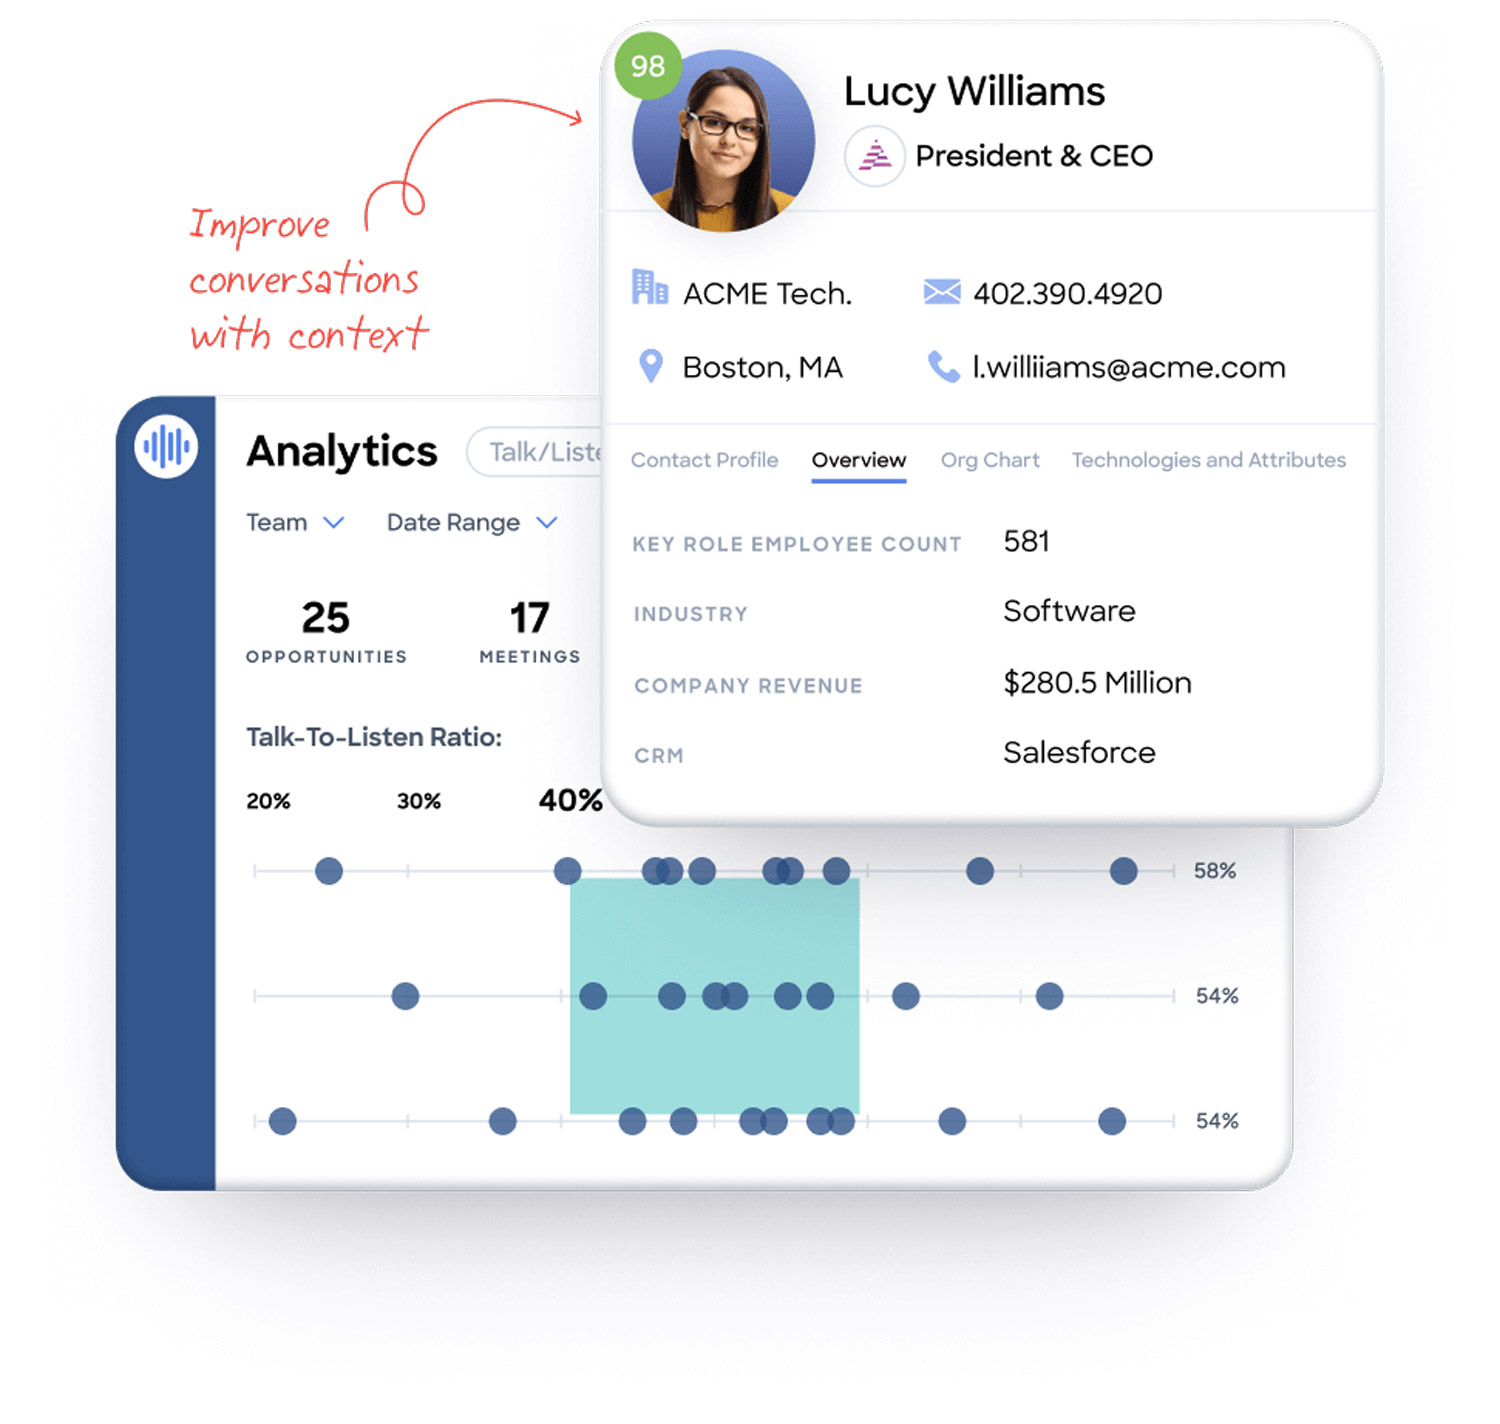 98
Lucy Williams
President & CEO
Improve
conversations
with context
ACME Tech.
402.390.4920
Boston, MA
l.williiams@acme.com
Contact Profile
Overview
Org Chart
Technologies and Attributes
KEY ROLE EMPLOYEE COUNT
581
INDUSTRY
Software
COMPANY REVENUE
$280.5 Million
CRM
Salesforce
Analytics
Talk/Liste
Team
Date Range
25
OPPORTUNITIES
17
MEETINGS
Talk-To-Listen Ratio:
20%
30%
40%
58%
54%
54%